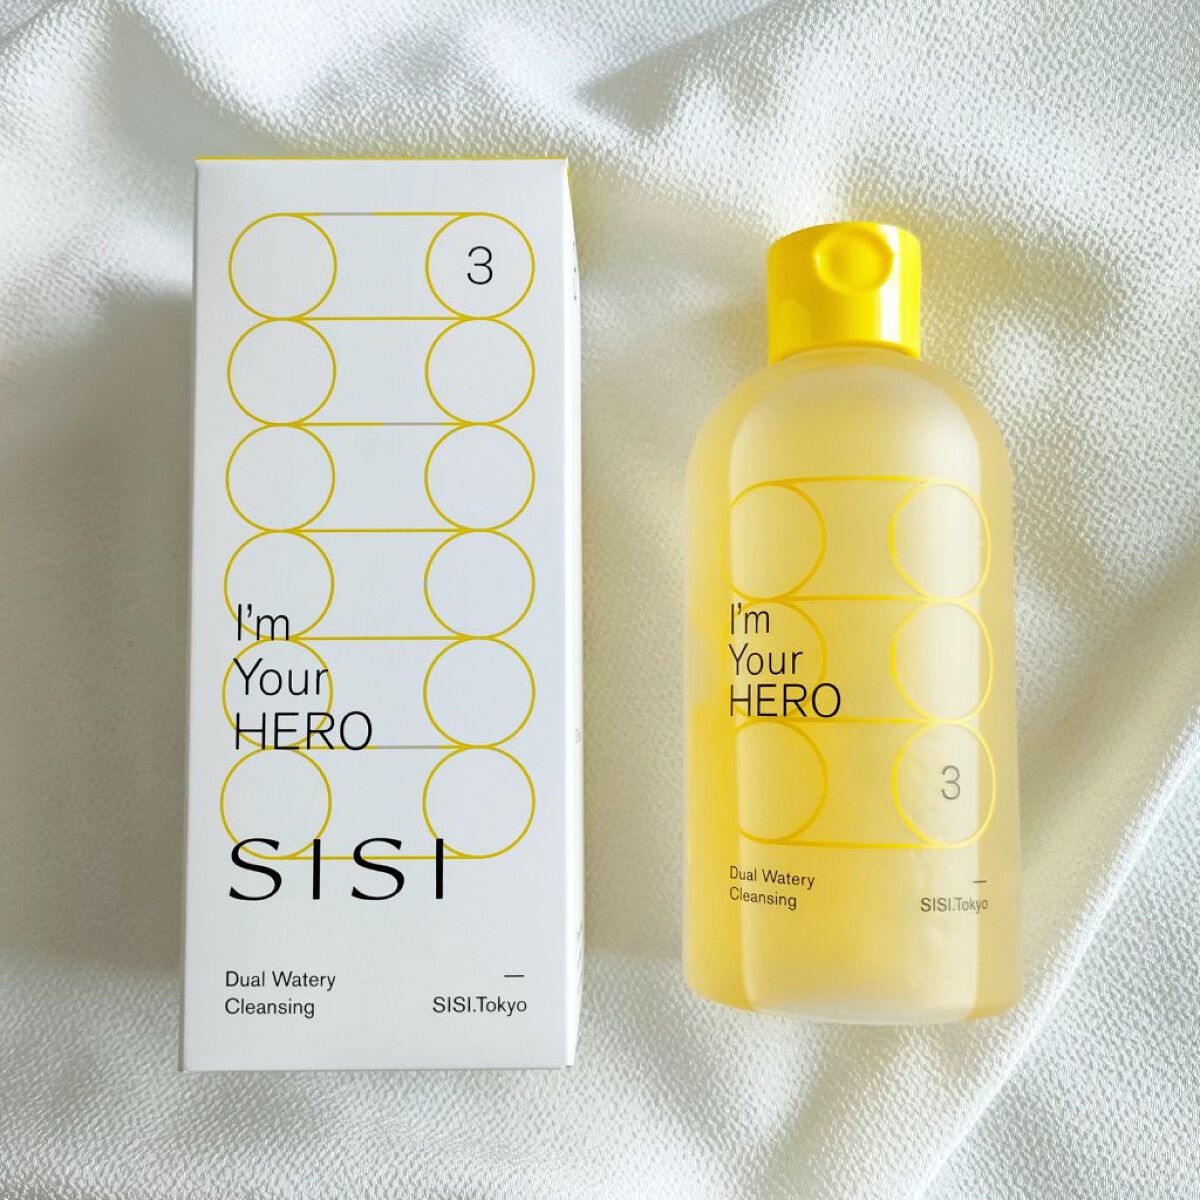 3
I'm
Your
HERO
SISI
Dual Watery
Cleansing
—
SISI.Tokyo
I'm
Your
HERO
3
Dual Watery
Cleansing
—
SISI.Tokyo